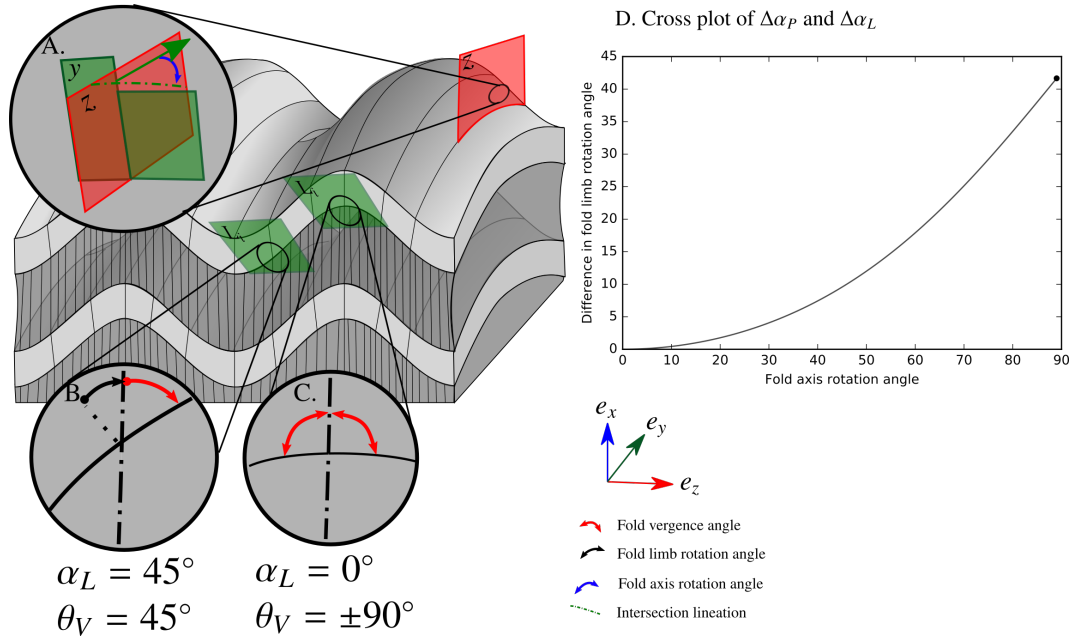 D. Cross plot of Δα_P and Δα_L
A.
y
z
z
B
C.
α_L = 45°
θ_V = 45°
α_L = 0°
θ_V = ±90°
Difference in fold limb rotation angle
45
40
35
30
25
20
15
10
5
0
0 10 20 30 40 50 60 70 80 90
Fold axis rotation angle
e_x
e_y
e_z
Fold vergence angle
Fold limb rotation angle
Fold axis rotation angle
Intersection lineation